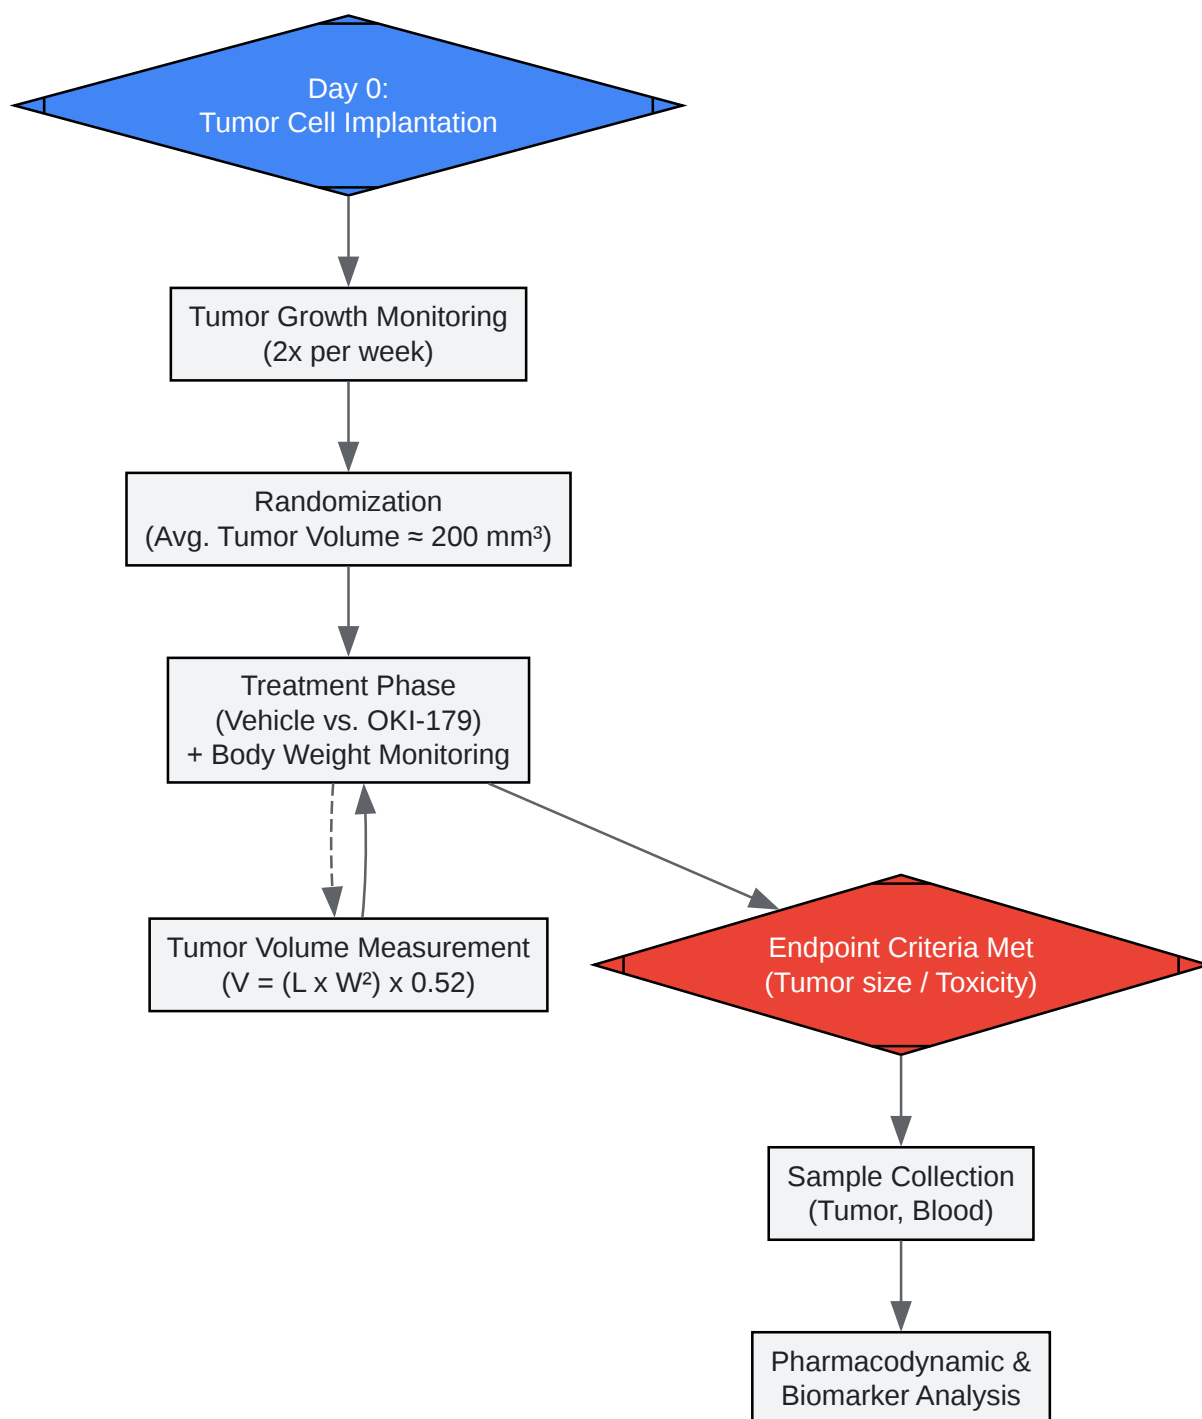 Day 0:
Tumor Cell Implantation
Tumor Growth Monitoring
(2x per week)
Randomization
(Avg. Tumor Volume ≈ 200 mm³)
Treatment Phase
(Vehicle vs. OKI-179)
+ Body Weight Monitoring
Tumor Volume Measurement
(V = (L x W²) x 0.52)
Endpoint Criteria Met
(Tumor size / Toxicity)
Sample Collection
(Tumor, Blood)
Pharmacodynamic &
Biomarker Analysis